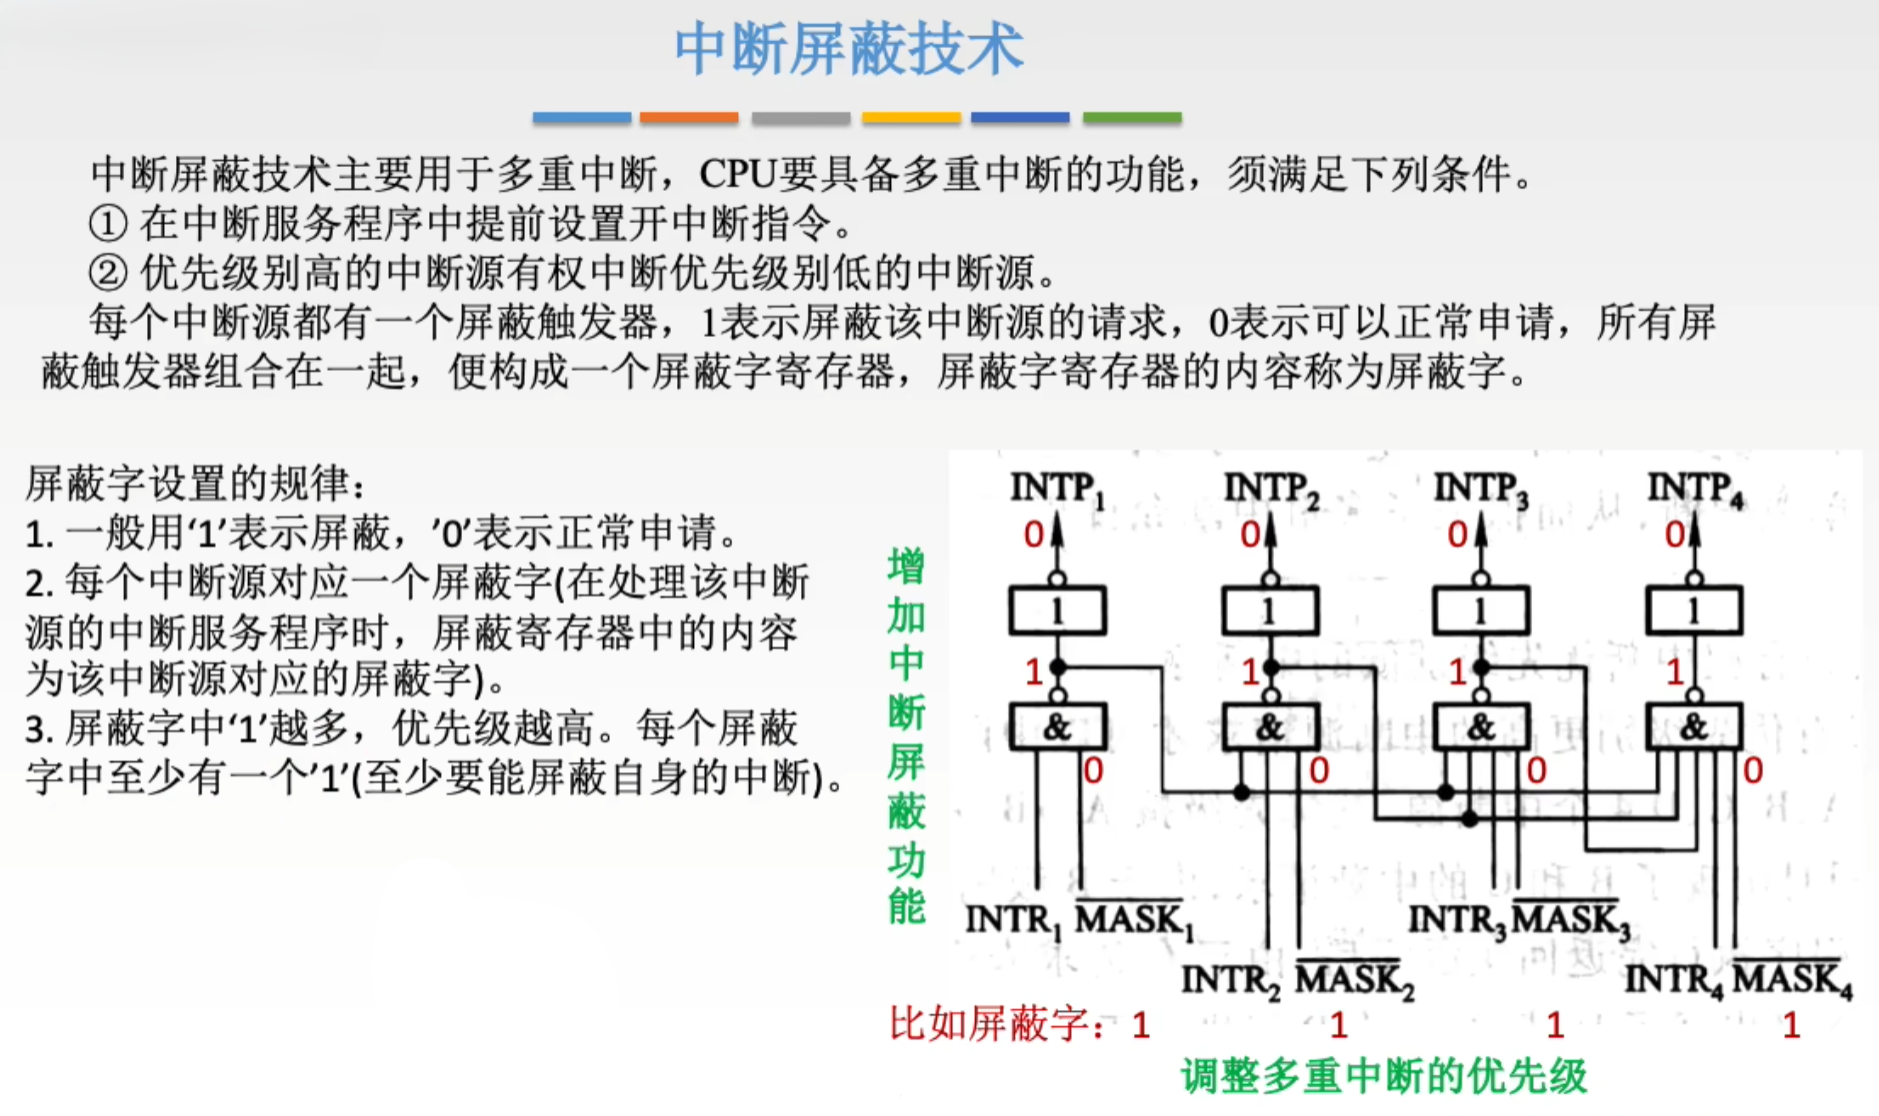 中断屏蔽技术
中断屏蔽技术主要用于多重中断，CPU要具备多重中断的功能，须满足下列条件。
① 在中断服务程序中提前设置开中断指令。
② 优先级别高的中断源有权中断优先级别低的中断源。
每个中断源都有一个屏蔽触发器，1表示屏蔽该中断源的请求，0表示可以正常申请，所有屏
蔽触发器组合在一起，便构成一个屏蔽字寄存器，屏蔽字寄存器的内容称为屏蔽字。
屏蔽字设置的规律：
1. 一般用‘1’表示屏蔽，’0’表示正常申请。
2. 每个中断源对应一个屏蔽字(在处理该中断
源的中断服务程序时，屏蔽寄存器中的内容
为该中断源对应的屏蔽字)。
3. 屏蔽字中‘1’越多，优先级越高。每个屏蔽
字中至少有一个’1’(至少要能屏蔽自身的中断)。
增加中断屏蔽功能
INTP₁ INTP₂ INTP₃ INTP₄
0 0 0 0
1 1 1 1
1 1 1 1
& & & &
0 0 0 0
INTR₁ M̅A̅S̅K̅₁ INTR₃ M̅A̅S̅K̅₃
INTR₂ M̅A̅S̅K̅₂ INTR₄ M̅A̅S̅K̅₄
比如屏蔽字：1 1 1 1
调整多重中断的优先级